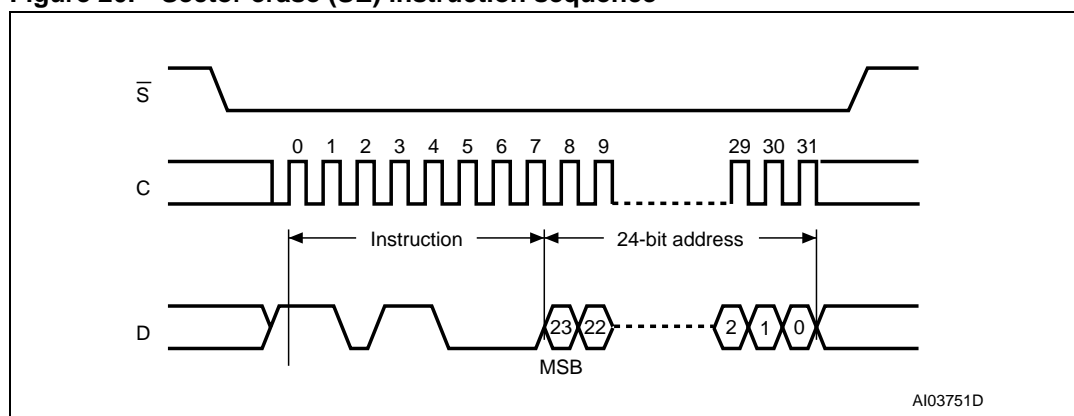 Figure 20. Sector erase (SE) instruction sequence
S
0 1 2 3 4 5 6 7 8 9 29 30 31
C
Instruction 24-bit address
D 23 22 2 1 0
MSB
AI03751D